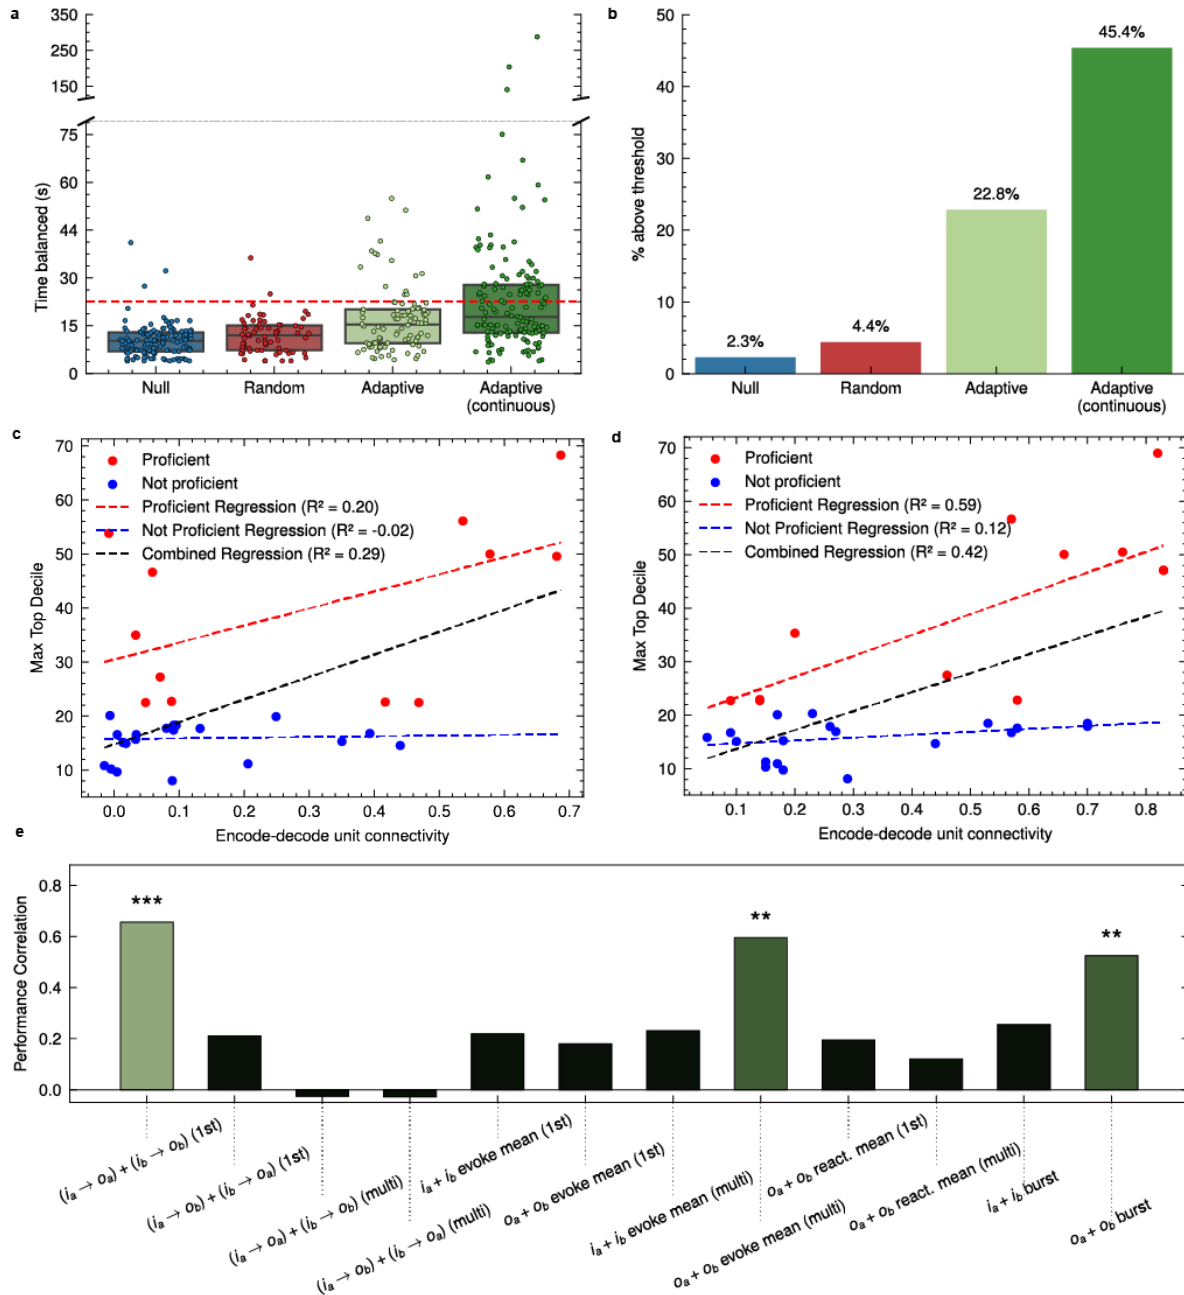 a
350
250
150
75
60
44
30
15
0
Time balanced (s)
Null
Random
Adaptive
Adaptive
(continuous)
b
50
40
30
20
10
0
% above threshold
2.3%
4.4%
22.8%
45.4%
Null
Random
Adaptive
Adaptive
(continuous)
c
70
60
50
40
30
20
10
Max Top Decile
Proficient
Not proficient
Proficient Regression (R² = 0.20)
Not Proficient Regression (R² = -0.02)
Combined Regression (R² = 0.29)
0.0 0.1 0.2 0.3 0.4 0.5 0.6 0.7
Encode-decode unit connectivity
d
70
60
50
40
30
20
10
Max Top Decile
Proficient
Not proficient
Proficient Regression (R² = 0.59)
Not Proficient Regression (R² = 0.12)
Combined Regression (R² = 0.42)
0.1 0.2 0.3 0.4 0.5 0.6 0.7 0.8
Encode-decode unit connectivity
e
0.8
0.6
0.4
0.2
0.0
Performance Correlation
***
**
**
(iₐ → oₐ) + (i_b → o_b) (1st)
(iₐ → o_b) + (i_b → oₐ) (1st)
(iₐ → oₐ) + (i_b → o_b) (multi)
(iₐ → o_b) + (i_b → oₐ) (multi)
iₐ + i_b evoke mean (1st)
oₐ + o_b evoke mean (1st)
iₐ + i_b evoke mean (multi)
oₐ + o_b evoke mean (multi)
oₐ + o_b react. mean (1st)
oₐ + o_b react. mean (multi)
iₐ + i_b burst
oₐ + o_b burst